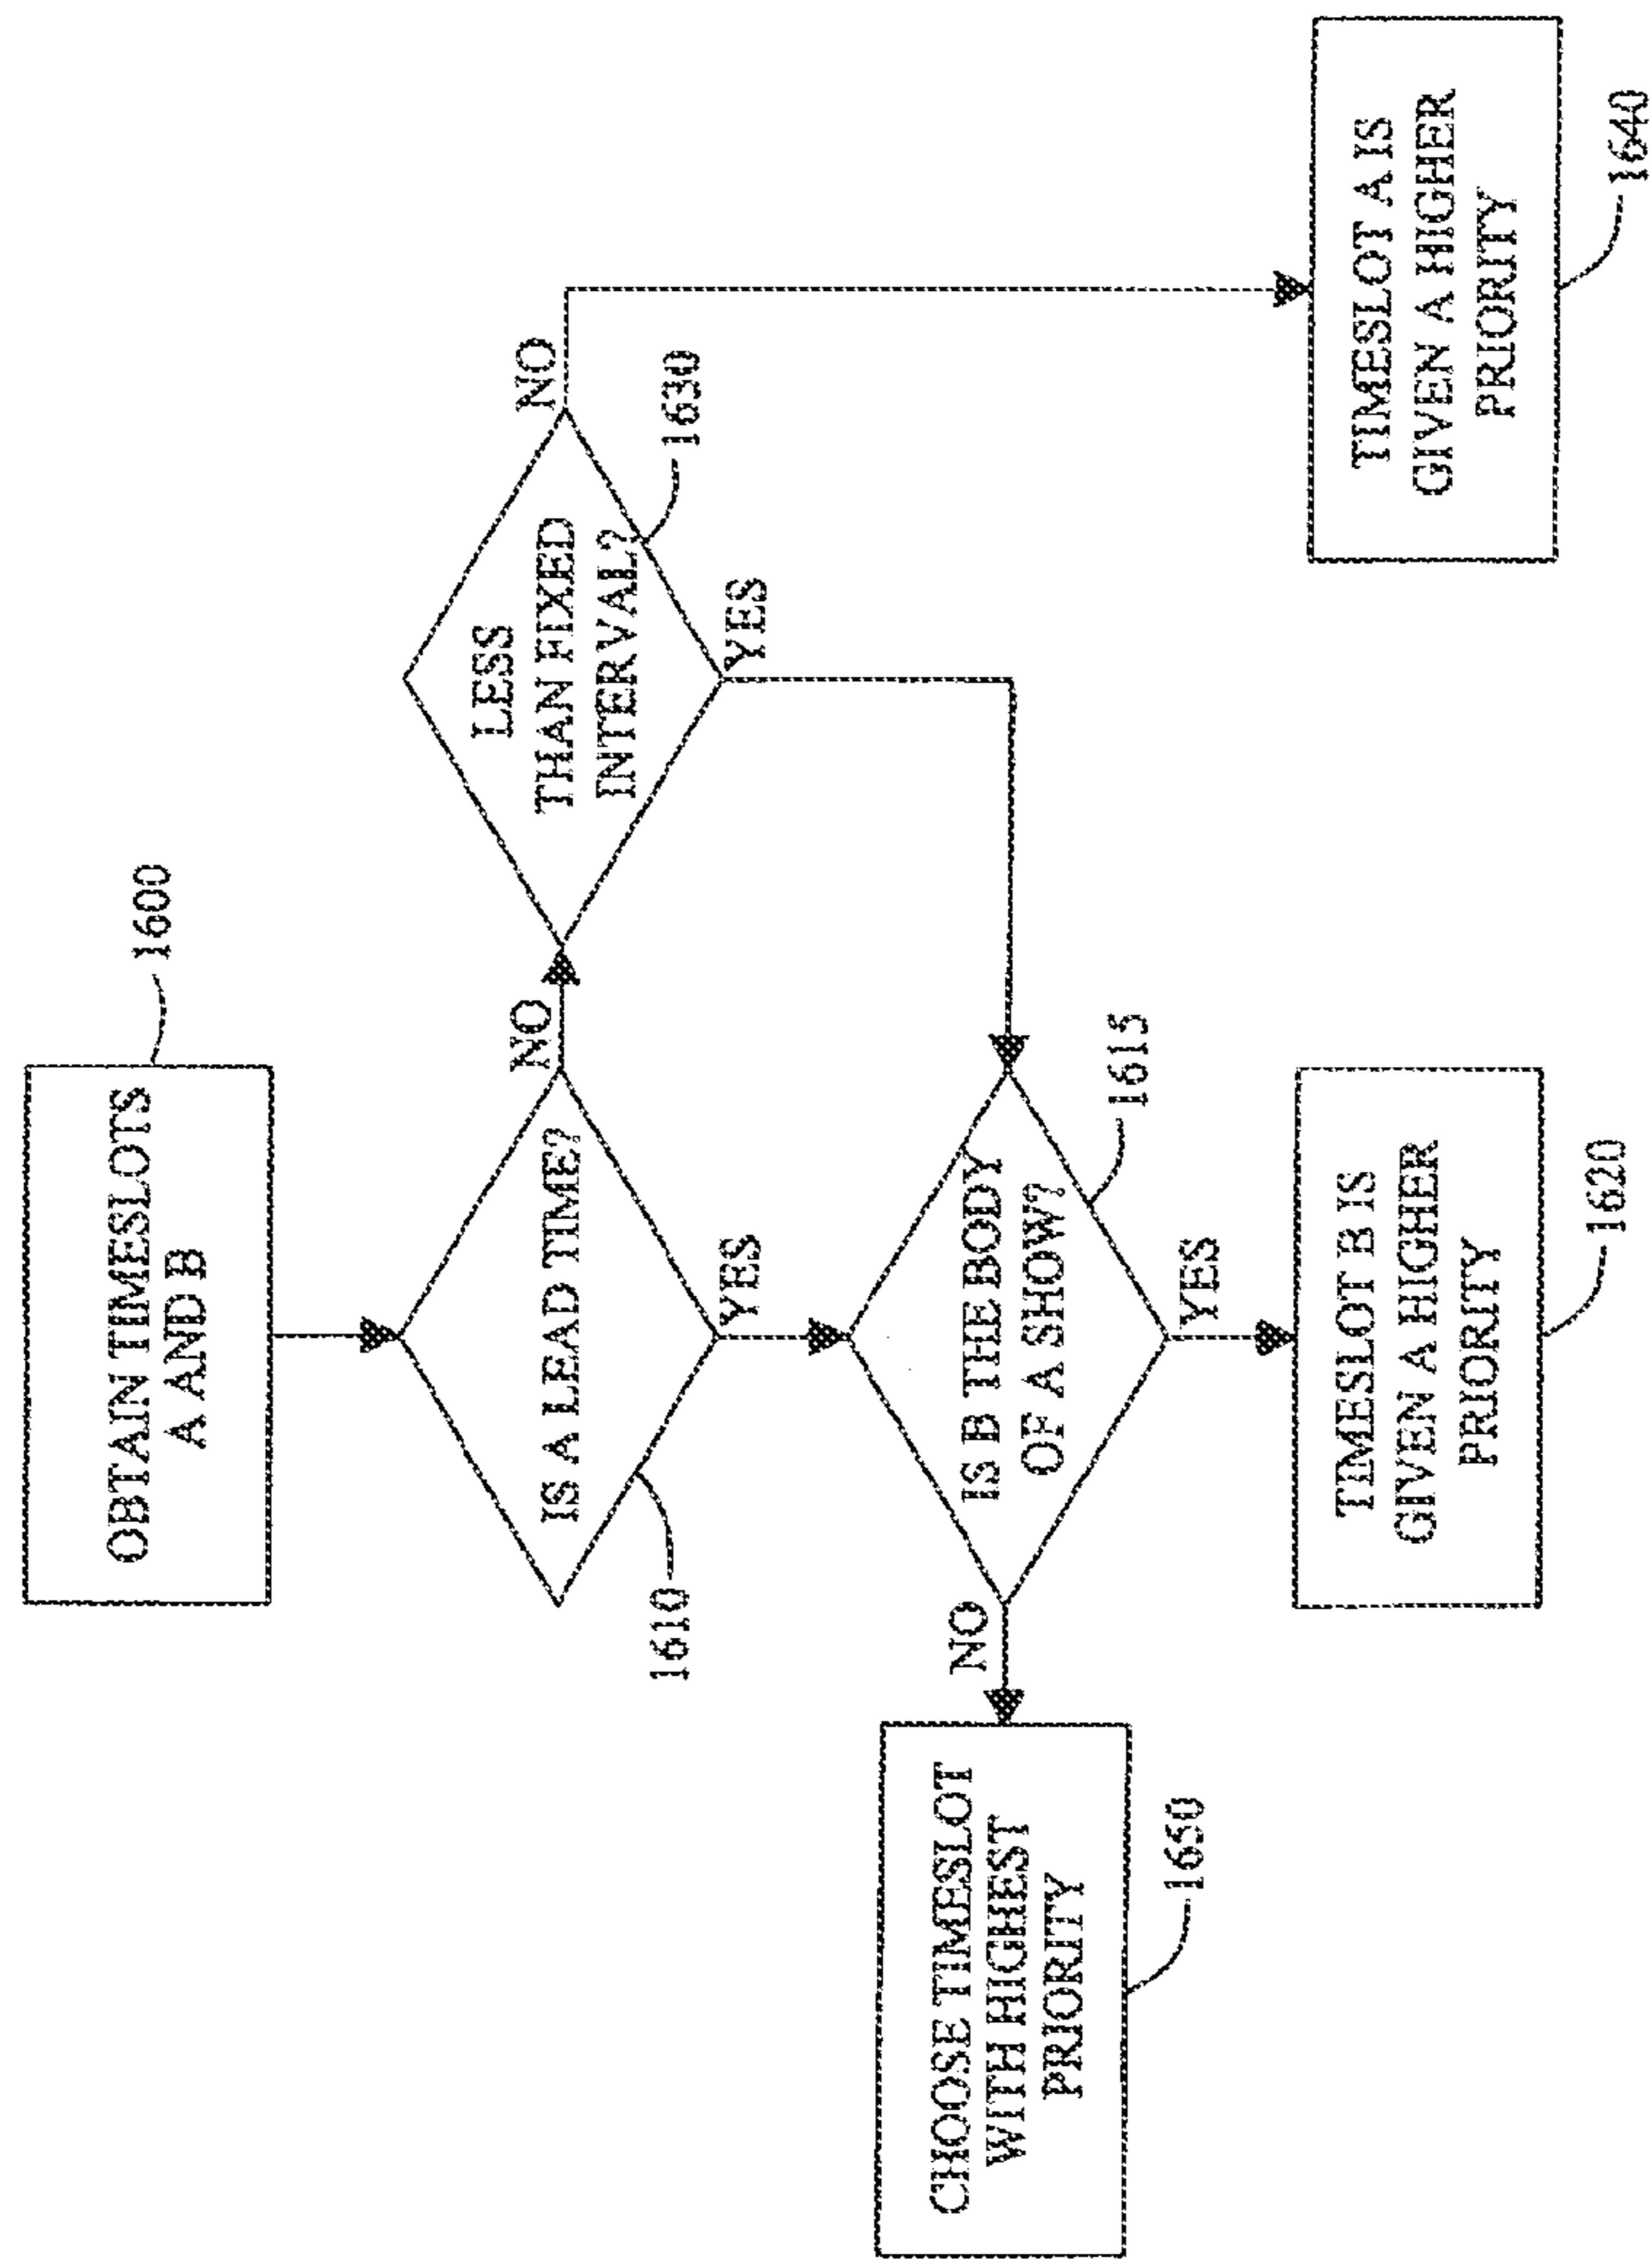 OBTAIN TIMESLOTS
A AND B
1600
IS A LEAD TIME?
1610
NO
YES
LESS
THAN FIXED
INTERVAL?
1630
NO
YES
IS B THE BODY
OF A SHOW?
1615
NO
YES
CHOOSE TIMESLOT
WITH HIGHEST
PRIORITY
1650
TIMESLOT B IS
GIVEN A HIGHER
PRIORITY
1620
TIMESLOT A IS
GIVEN A HIGHER
PRIORITY
1640